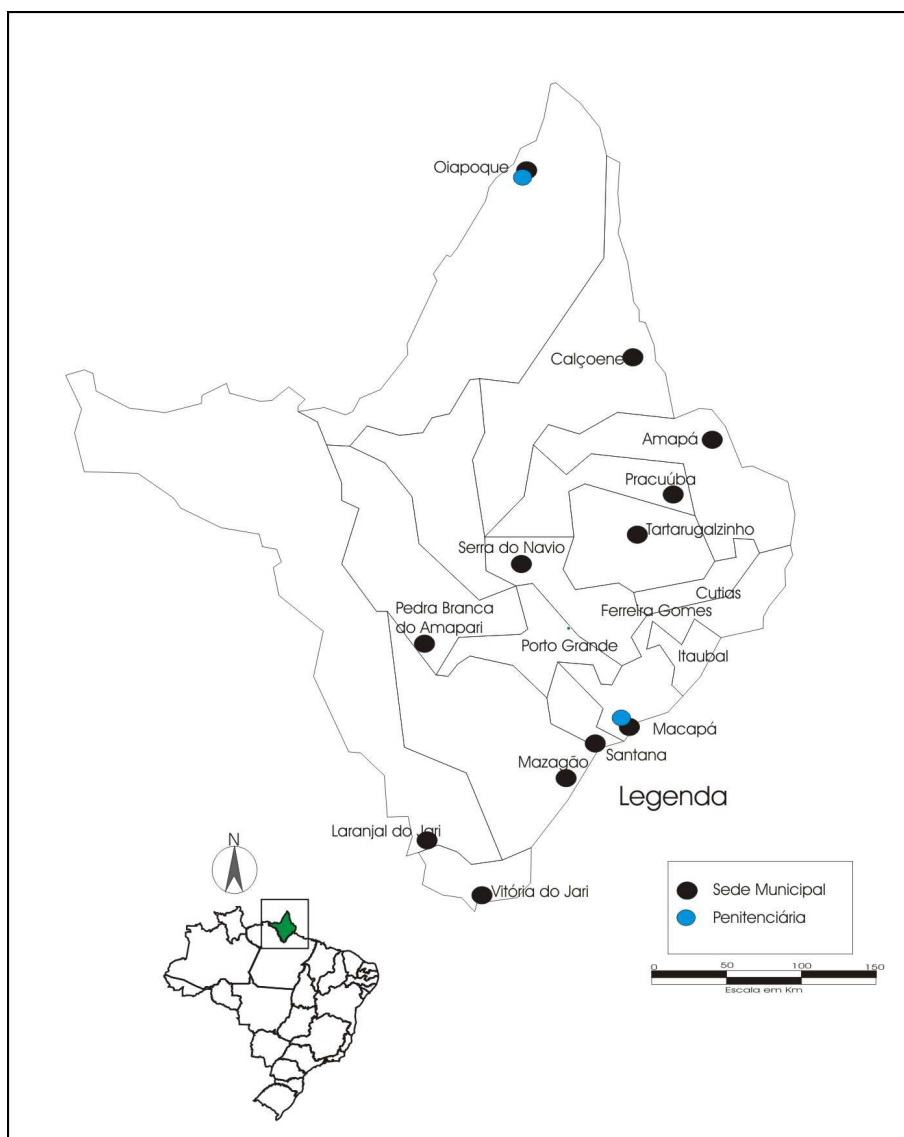 Oiapoque
Calçoene
Amapá
Pracuúba
Tartarugalzinho
Serra do Navio
Cutias
Pedra Branca
do Amapari
Ferreira Gomes
Porto Grande
Itaubal
Macapá
Santana
Mazagão
Legenda
Laranjal do Jari
N
Vitória do Jari
Sede Municipal
Penitenciária
0 50 100 150
Escala em Km